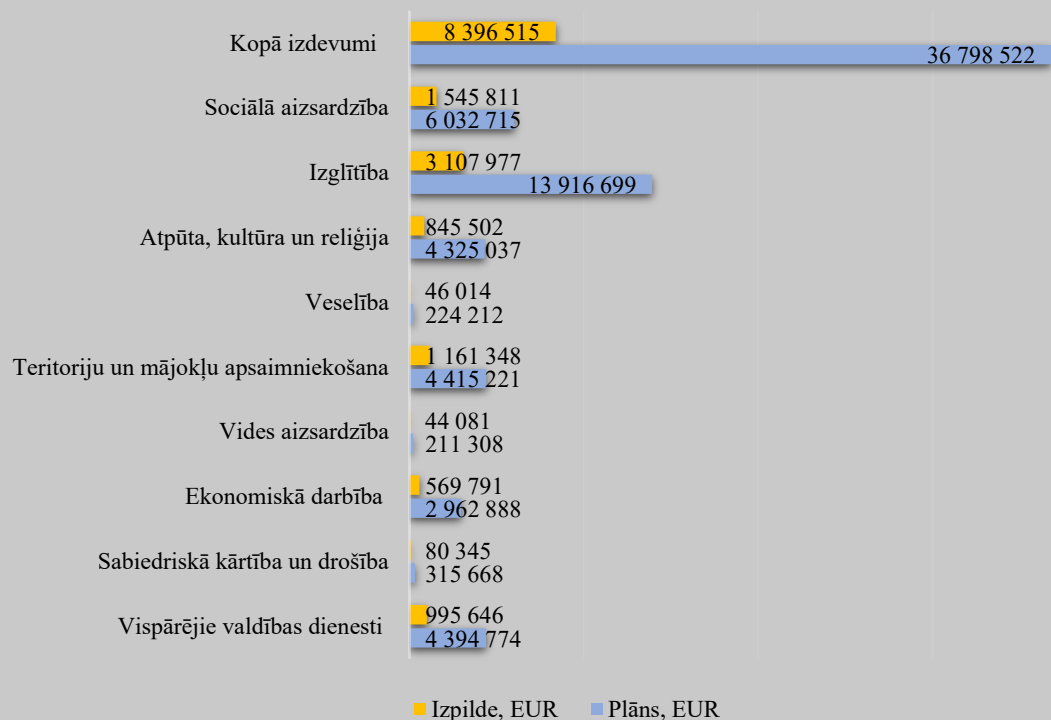 Kopā izdevumi
8 396 515
36 798 522
Sociālā aizsardzība
1 545 811
6 032 715
Izglītība
3 107 977
13 916 699
Atpūta, kultūra un reliģija
845 502
4 325 037
Veselība
46 014
224 212
Teritoriju un mājokļu apsaimniekošana
1 161 348
4 415 221
Vides aizsardzība
44 081
211 308
Ekonomiskā darbība
569 791
2 962 888
Sabiedriskā kārtība un drošība
80 345
315 668
Vispārējie valdības dienesti
995 646
4 394 774
Izpilde, EUR
Plāns, EUR